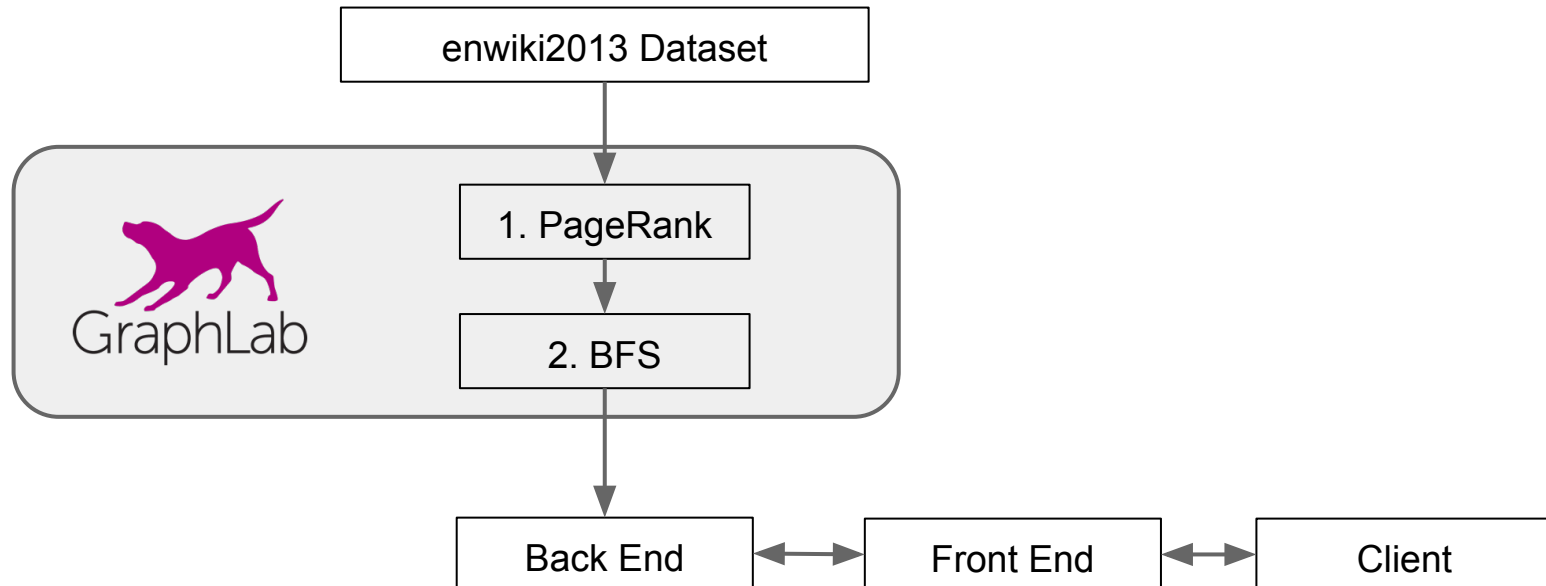 enwiki2013 Dataset
1. PageRank
GraphLab
2. BFS
Back End
Front End
Client